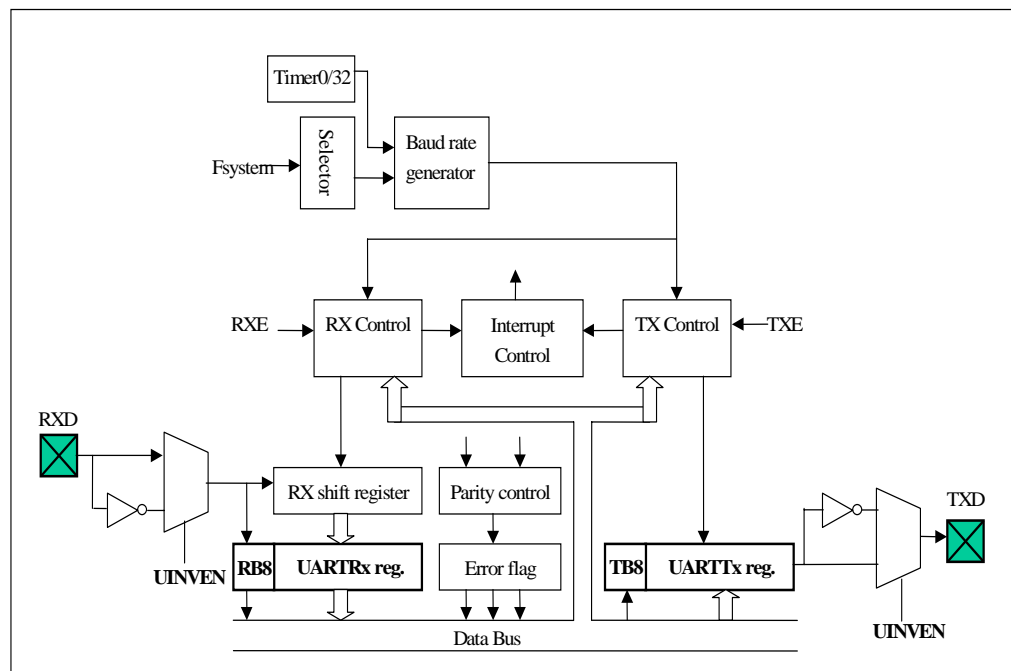 Timer0/32
Selector
Baud rate
generator
Fsystem
RXE
RX Control
Interrupt
Control
TX Control
TXE
RXD
RX shift register
Parity control
TXD
UINVEN
RB8
UARTRx reg.
Error flag
TB8
UARTTx reg.
UINVEN
Data Bus